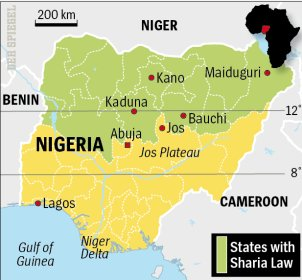 200 km
NIGER
DER SPIEGEL
Kano
Maiduguri
BENIN
Kaduna
12°
Bauchi
Abuja
Jos
NIGERIA
Jos Plateau
8°
Lagos
CAMEROON
Gulf of
Guinea
Niger
Delta
States with
Sharia Law